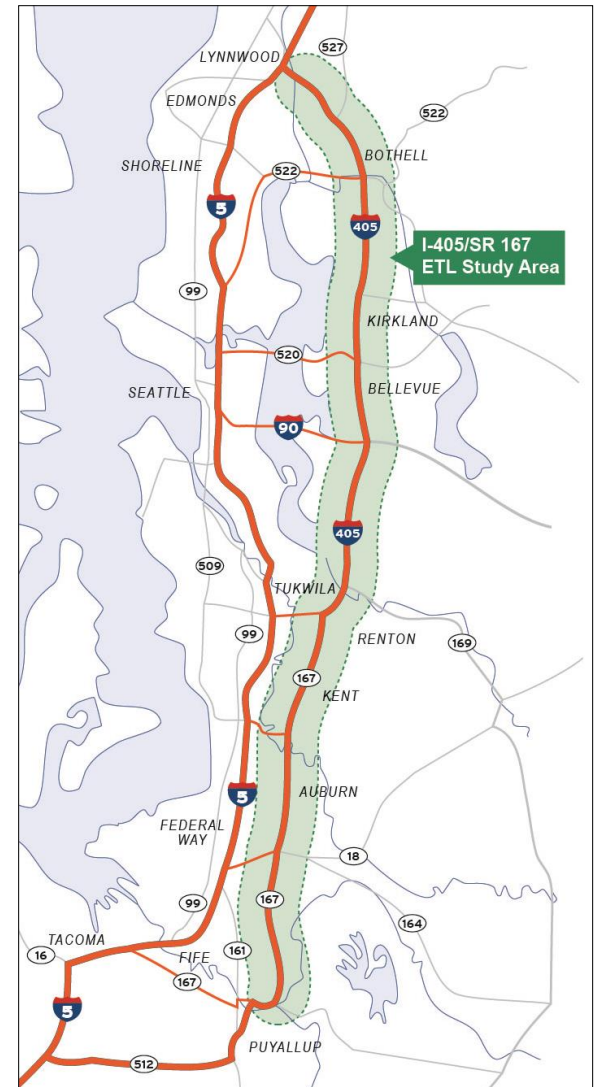 527
LYNNWOOD
EDMONDS
522
BOTHELL
SHORELINE
522
5
405
I-405/SR 167
ETL Study Area
99
KIRKLAND
520
BELLEVUE
SEATTLE
90
405
509
TUKWILA
99
RENTON
169
167
KENT
5
AUBURN
FEDERAL
WAY
18
99
167
164
TACOMA
161
16
FIFE
167
5
PUYALLUP
512